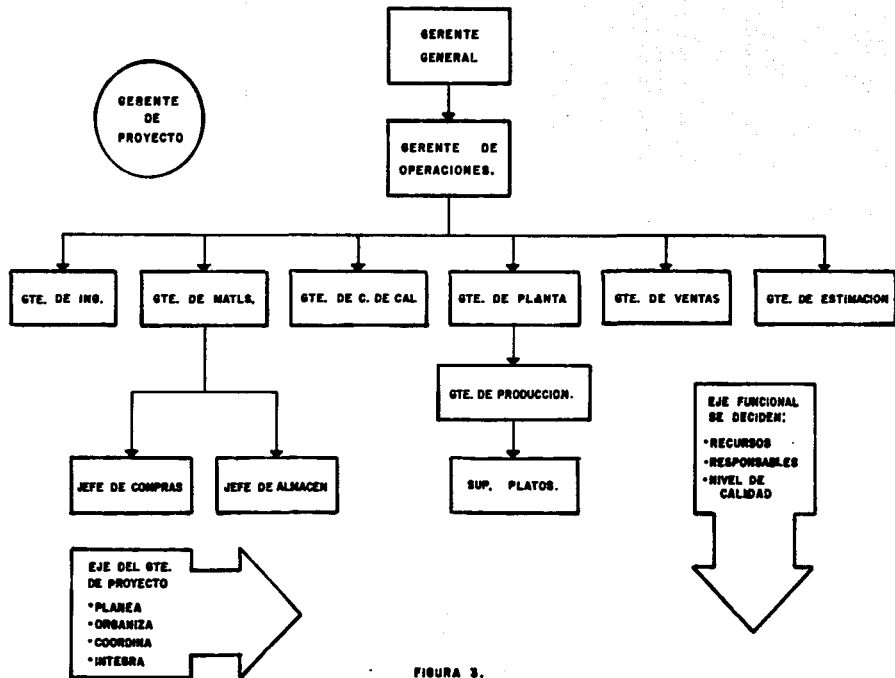 GERENTE
GENERAL
GERENTE
DE
PROYECTO
GERENTE DE
OPERACIONES.
GTE. DE ING.
GTE. DE MATLS.
GTE. DE C. DE CAL
GTE. DE PLANTA
GTE. DE VENTAS
GTE. DE ESTIMACION
GTE. DE PRODUCCION.
JEFE DE COMPRAS
JEFE DE ALMACEN
SUP. PLATOS.
EJE FUNCIONAL
SE DECIDEN:
•RECURSOS
•RESPONSABLES
•NIVEL DE
CALIDAD
EJE DEL GTE.
DE PROYECTO
•PLANEA
•ORGANIZA
•COORDINA
•INTEGRA
FIGURA 3.